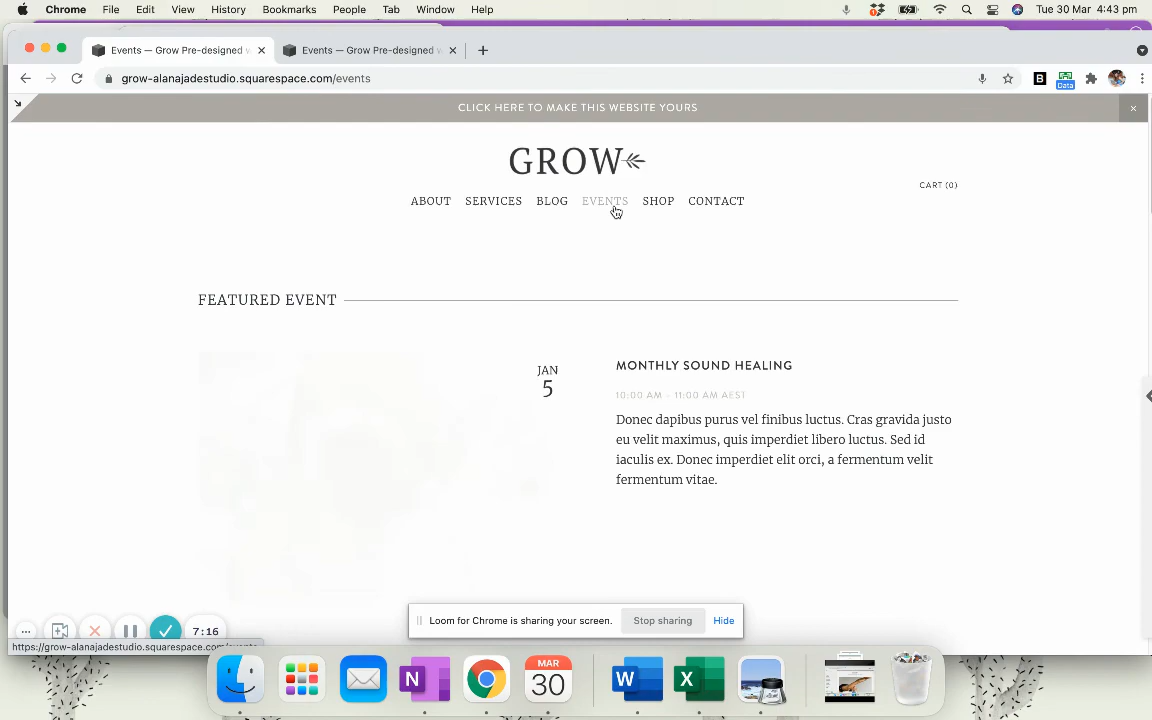 Chrome File Edit View History Bookmarks People Tab Window Help Tue 30 Mar 4:43 pm
Events — Grow Pre-designed w
Events — Grow Pre-designed w
grow-alanajadestudio.squarespace.com/events
B
Data
CLICK HERE TO MAKE THIS WEBSITE YOURS
GROW
CART (0)
ABOUT SERVICES BLOG EVENTS SHOP CONTACT
FEATURED EVENT
JAN
5
MONTHLY SOUND HEALING
10:00 AM - 11:00 AM AEST
Donec dapibus purus vel finibus luctus. Cras gravida justo
eu velit maximus, quis imperdiet libero luctus. Sed id
iaculis ex. Donec imperdiet elit orci, a fermentum velit
fermentum vitae.
Loom for Chrome is sharing your screen. Stop sharing Hide
7:16
https://grow-alanajadestudio.squarespace.com/events
MAR
30
N
W
X